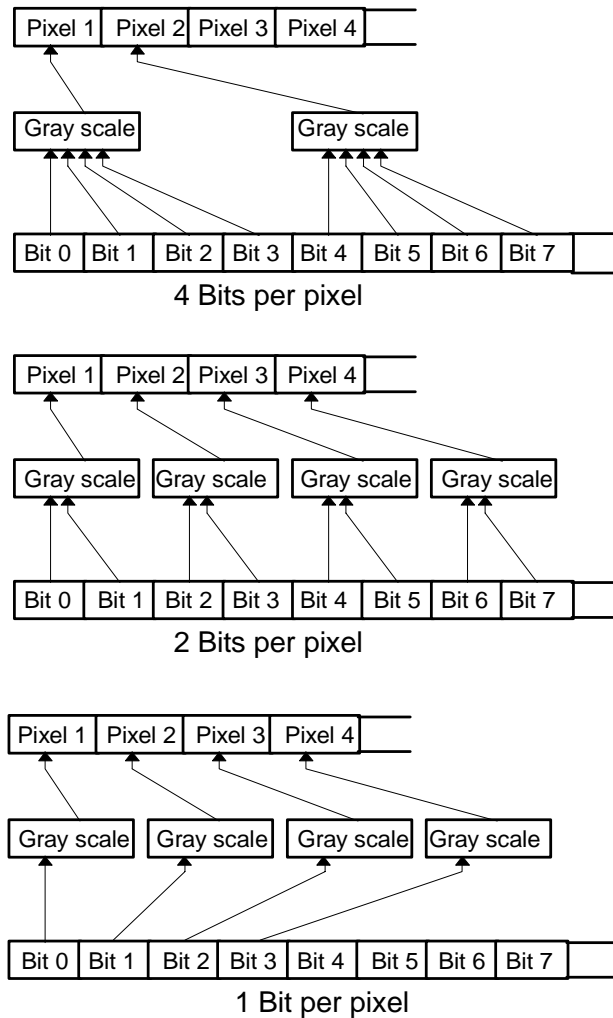 Pixel 1 Pixel 2 Pixel 3 Pixel 4
Gray scale Gray scale
Bit 0 Bit 1 Bit 2 Bit 3 Bit 4 Bit 5 Bit 6 Bit 7
4 Bits per pixel
Pixel 1 Pixel 2 Pixel 3 Pixel 4
Gray scale Gray scale Gray scale Gray scale
Bit 0 Bit 1 Bit 2 Bit 3 Bit 4 Bit 5 Bit 6 Bit 7
2 Bits per pixel
Pixel 1 Pixel 2 Pixel 3 Pixel 4
Gray scale Gray scale Gray scale Gray scale
Bit 0 Bit 1 Bit 2 Bit 3 Bit 4 Bit 5 Bit 6 Bit 7
1 Bit per pixel